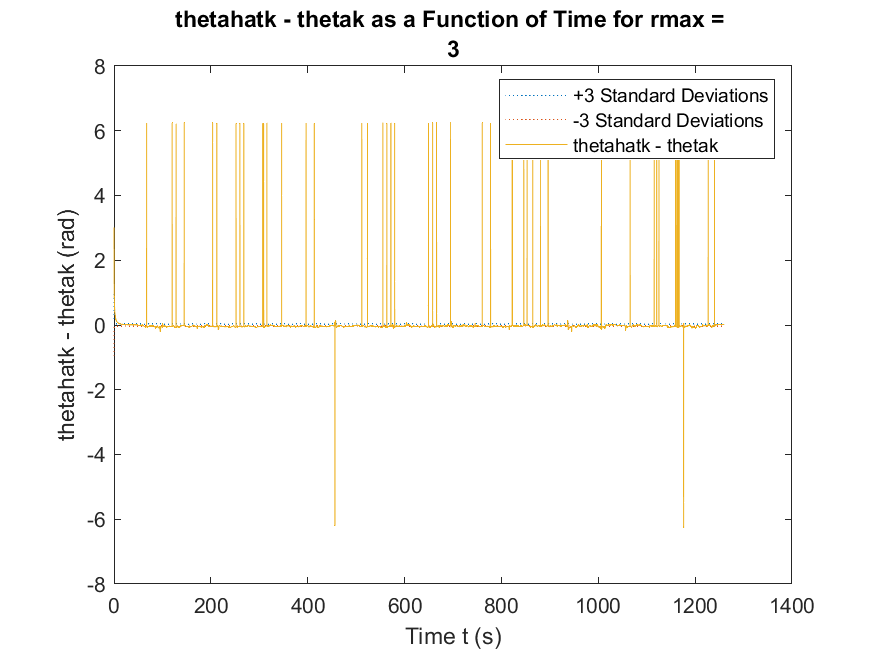 thetahatk - thetak as a Function of Time for rmax =
3
+3 Standard Deviations
-3 Standard Deviations
thetahatk - thetak
thetahatk - thetak (rad)
8
6
4
2
0
-2
-4
-6
-8
0 200 400 600 800 1000 1200 1400
Time t (s)